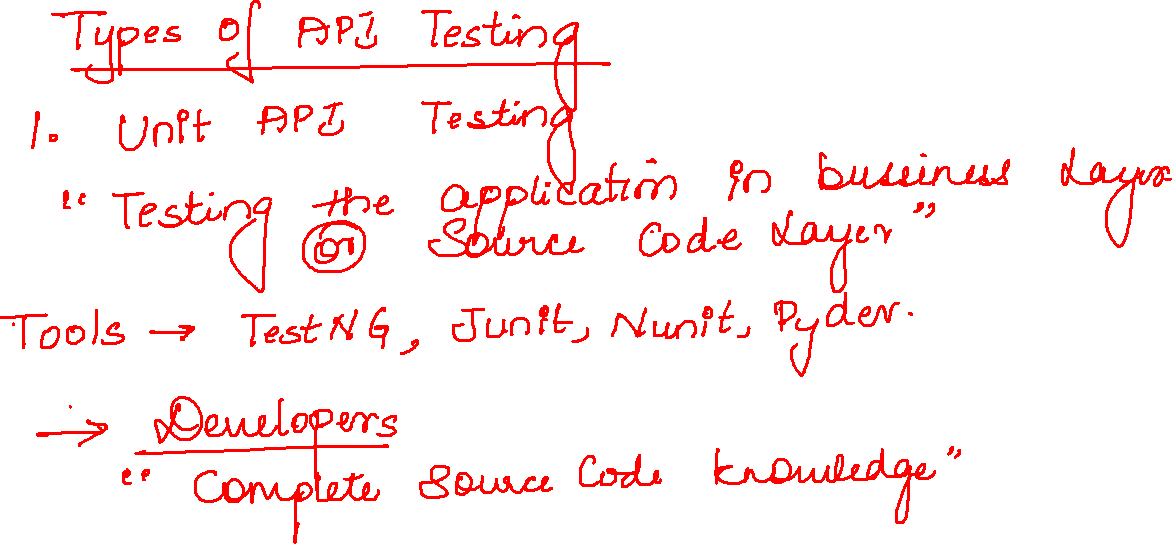 Types of API Testing
1. Unit API Testing
"Testing the application in bussiness Layer
(or) Source Code Layer"
Tools → TestNG, Junit, Nunit, Pyder.
→ Developers
"Complete Source Code knowledge"